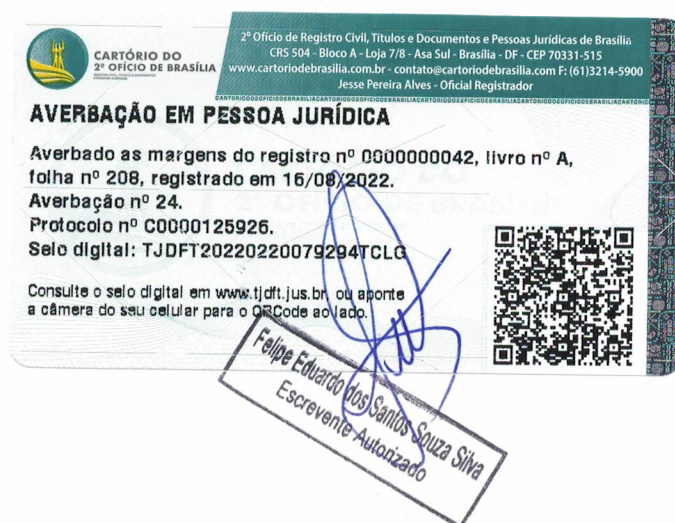 CARTÓRIO DO
2º OFÍCIO DE BRASÍLIA
2º Ofício de Registro Civil, Títulos e Documentos e Pessoas Jurídicas de Brasília
CRS 504 - Bloco A - Loja 7/8 - Asa Sul - Brasília - DF - CEP 70331-515
www.cartoriodebrasilia.com.br - contato@cartoriodebrasilia.com F: (61)3214-5900
Jesse Pereira Alves - Oficial Registrador
AVERBAÇÃO EM PESSOA JURÍDICA
Averbado as margens do registro nº 0000000042, livro nº A,
folha nº 208, registrado em 16/08/2022.
Averbação nº 24.
Protocolo nº C0000125926.
Selo digital: TJDFT20220220079294TCLG
Consulte o selo digital em www.tjdft.jus.br, ou aponte
a câmera do seu celular para o QRCode ao lado.
Felipe Eduardo dos Santos Souza Silva
Escrevente Autorizado